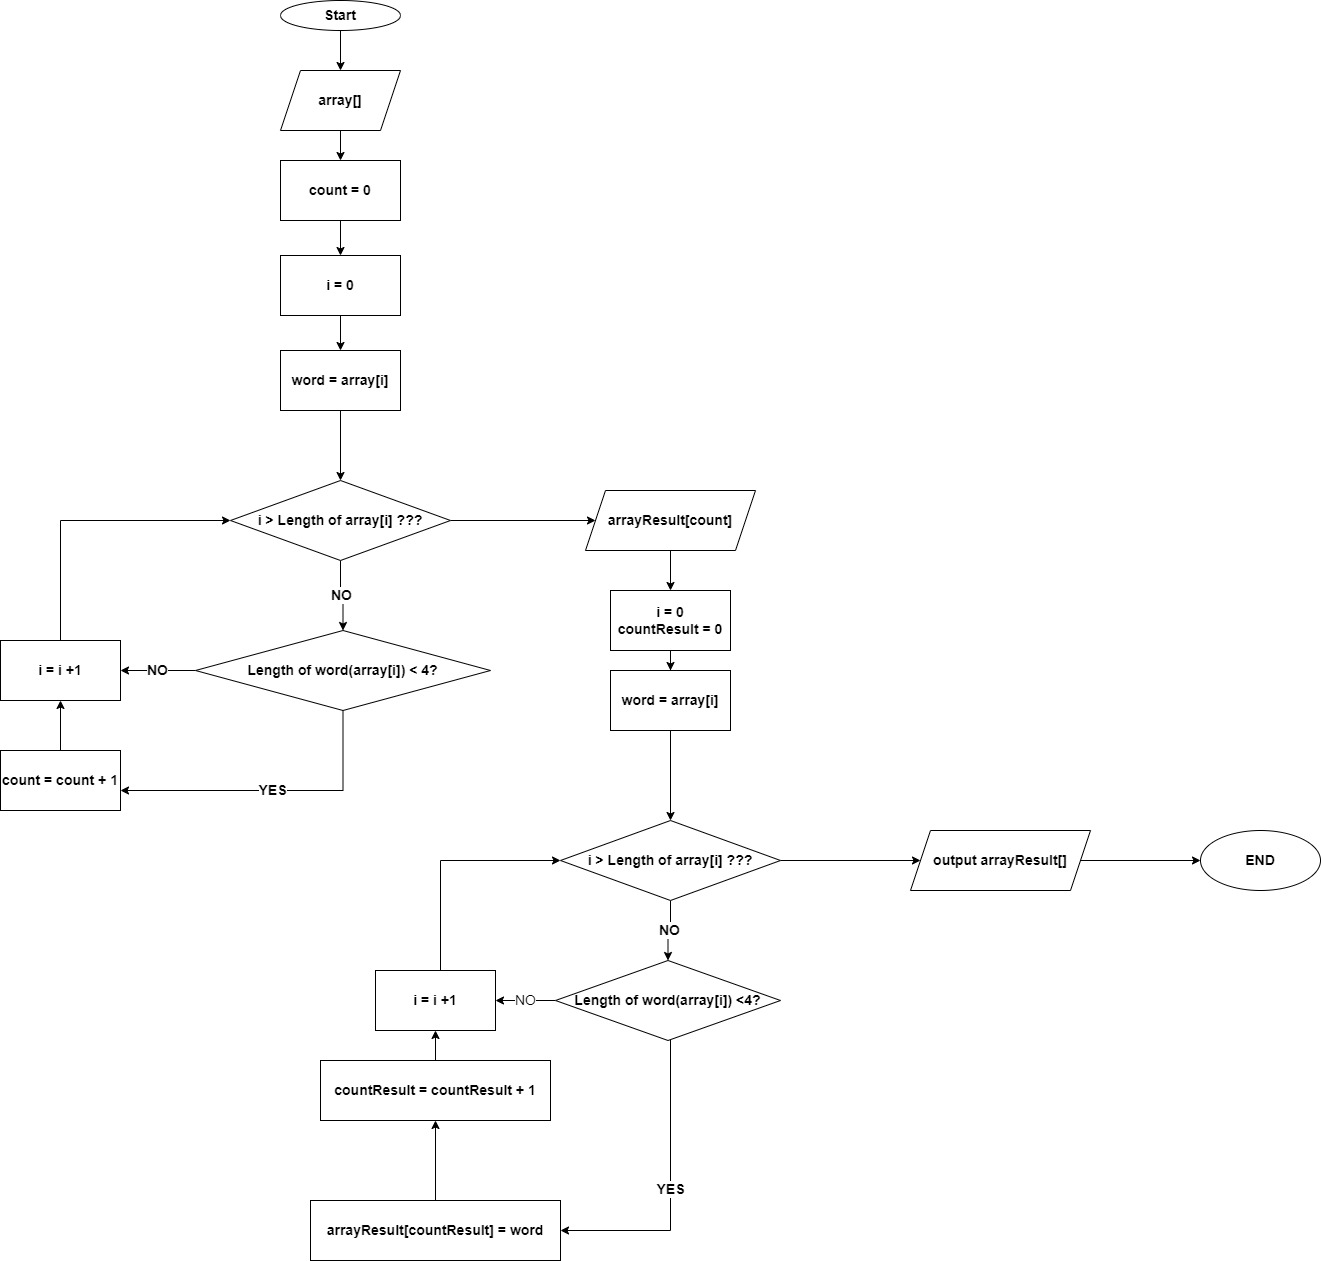 Start
array[]
count = 0
i = 0
word = array[i]
i > Length of array[i] ???
NO
Length of word(array[i]) < 4?
NO
i = i +1
YES
count = count + 1
arrayResult[count]
i = 0
countResult = 0
word = array[i]
i > Length of array[i] ???
NO
Length of word(array[i]) <4?
NO
i = i +1
countResult = countResult + 1
YES
arrayResult[countResult] = word
output arrayResult[]
END